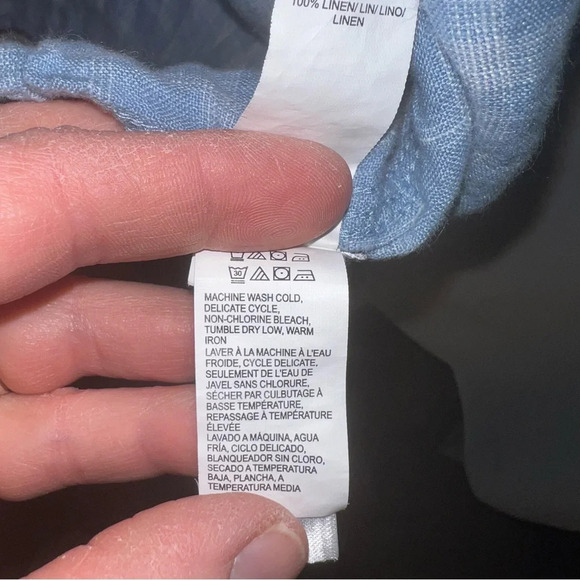 100% LINEN/ LIN/ LINO/
LINEN
30
MACHINE WASH COLD,
DELICATE CYCLE,
NON-CHLORINE BLEACH,
TUMBLE DRY LOW, WARM
IRON
LAVER À LA MACHINE À L'EAU
FROIDE, CYCLE DELICATE,
SEULEMENT DE L'EAU DE
JAVEL SANS CHLORURE,
SÉCHER PAR CULBUTAGE À
BASSE TEMPÉRATURE,
REPASSAGE À TEMPÉRATURE
ÉLEVÉE
LAVADO A MÁQUINA, AGUA
FRÍA, CICLO DELICADO,
BLANQUEADOR SIN CLORO,
SECADO A TEMPERATURA
BAJA, PLANCHA, A
TEMPERATURA MEDIA